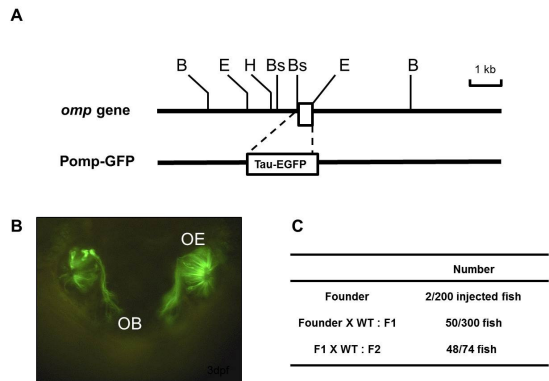 A
B E H Bs Bs E B 1 kb
omp gene
Pomp-GFP Tau-EGFP
B
OE
OB
3dpf
C
Number
Founder 2/200 injected fish
Founder X WT : F1 50/300 fish
F1 X WT : F2 48/74 fish